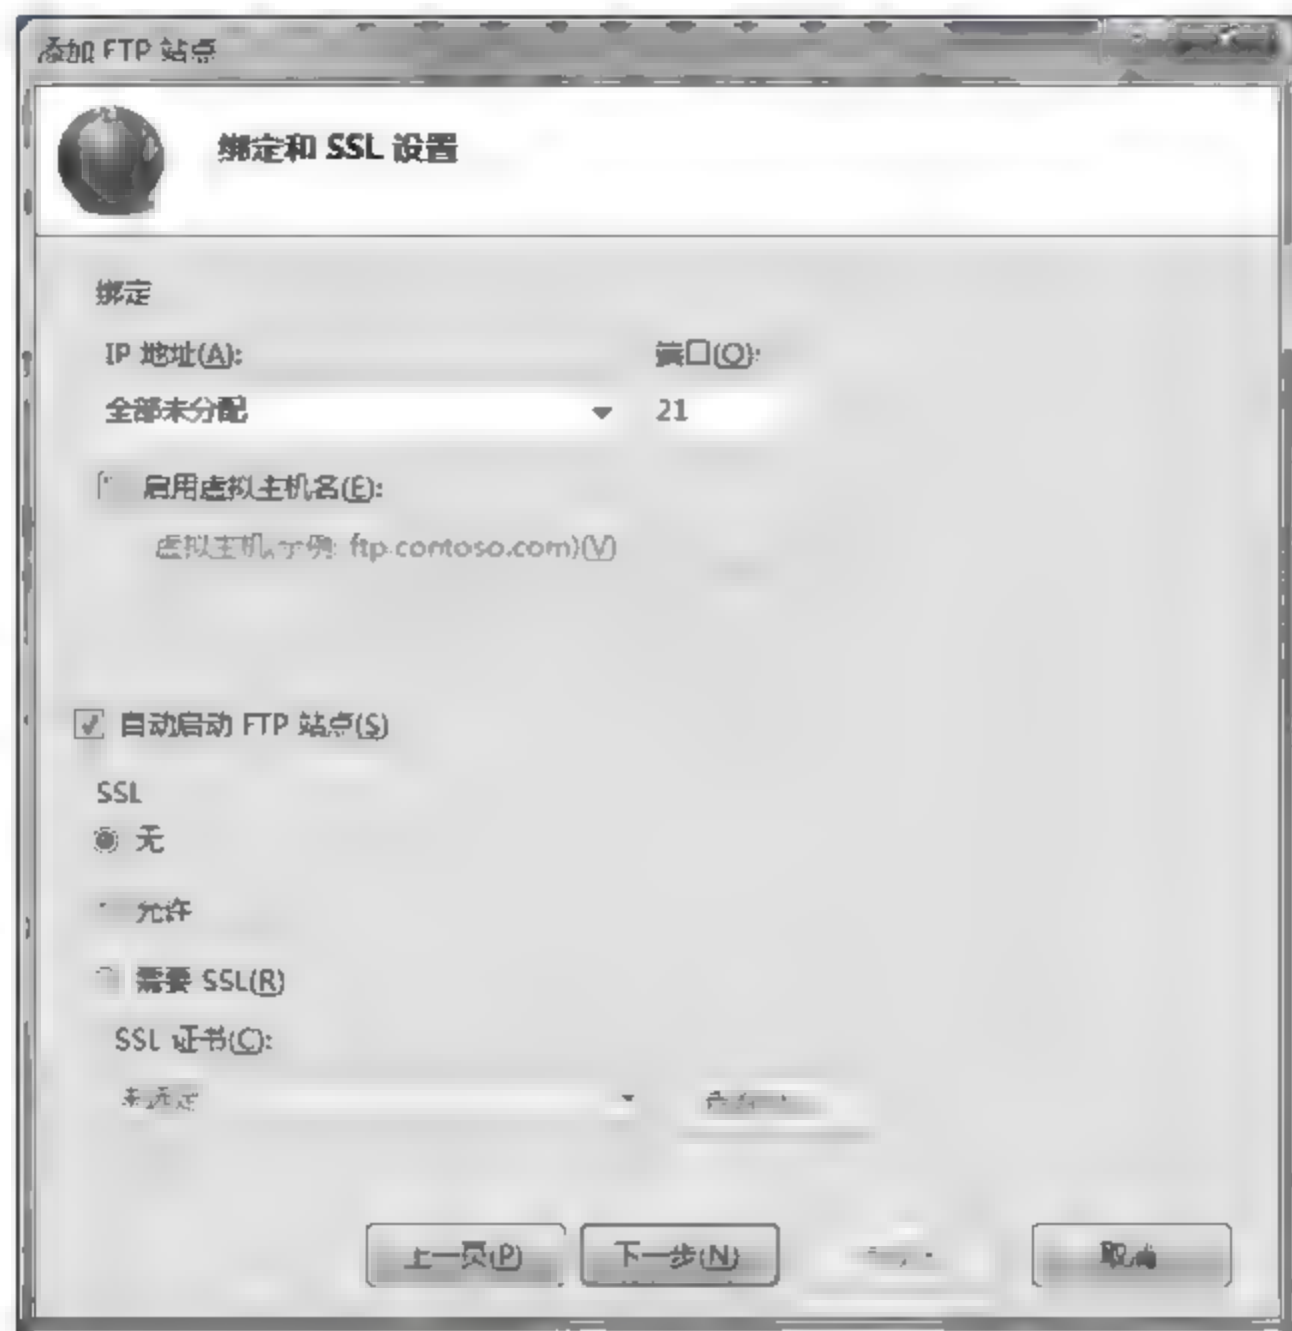 添加 FTP 站点
绑定和 SSL 设置
绑定
IP 地址(A):
端口(O):
全部未分配
21
启用虚拟主机名(E):
虚拟主机(示例: ftp.contoso.com)(V)
自动启动 FTP 站点(S)
SSL
无
允许
需要 SSL(R)
SSL 证书(C):
未选定
上一页(P)
下一步(N)
取消